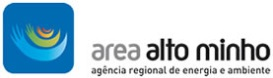 area alto minho
agência regional de energia e ambiente